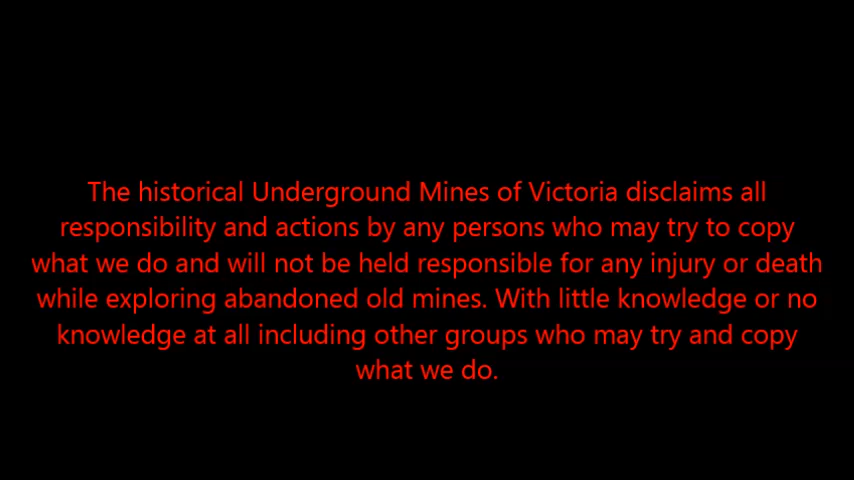 The historical Underground Mines of Victoria disclaims all
responsibility and actions by any persons who may try to copy
what we do and will not be held responsible for any injury or death
while exploring abandoned old mines. With little knowledge or no
knowledge at all including other groups who may try and copy
what we do.